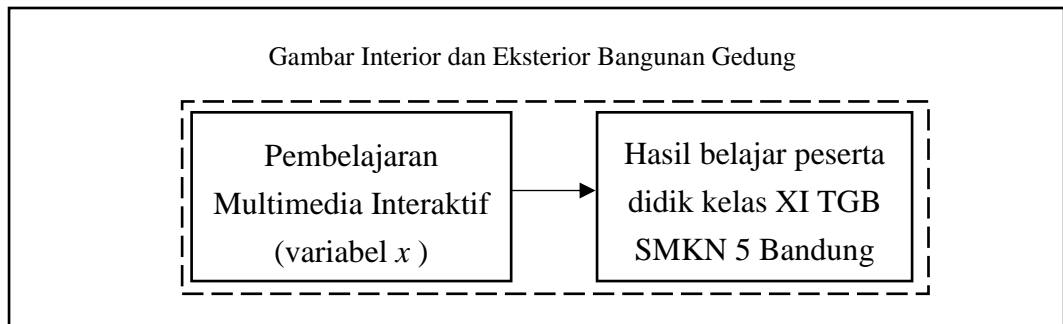 Gambar Interior dan Eksterior Bangunan Gedung
Pembelajaran
Multimedia Interaktif
(variabel x )
Hasil belajar peserta
didik kelas XI TGB
SMKN 5 Bandung